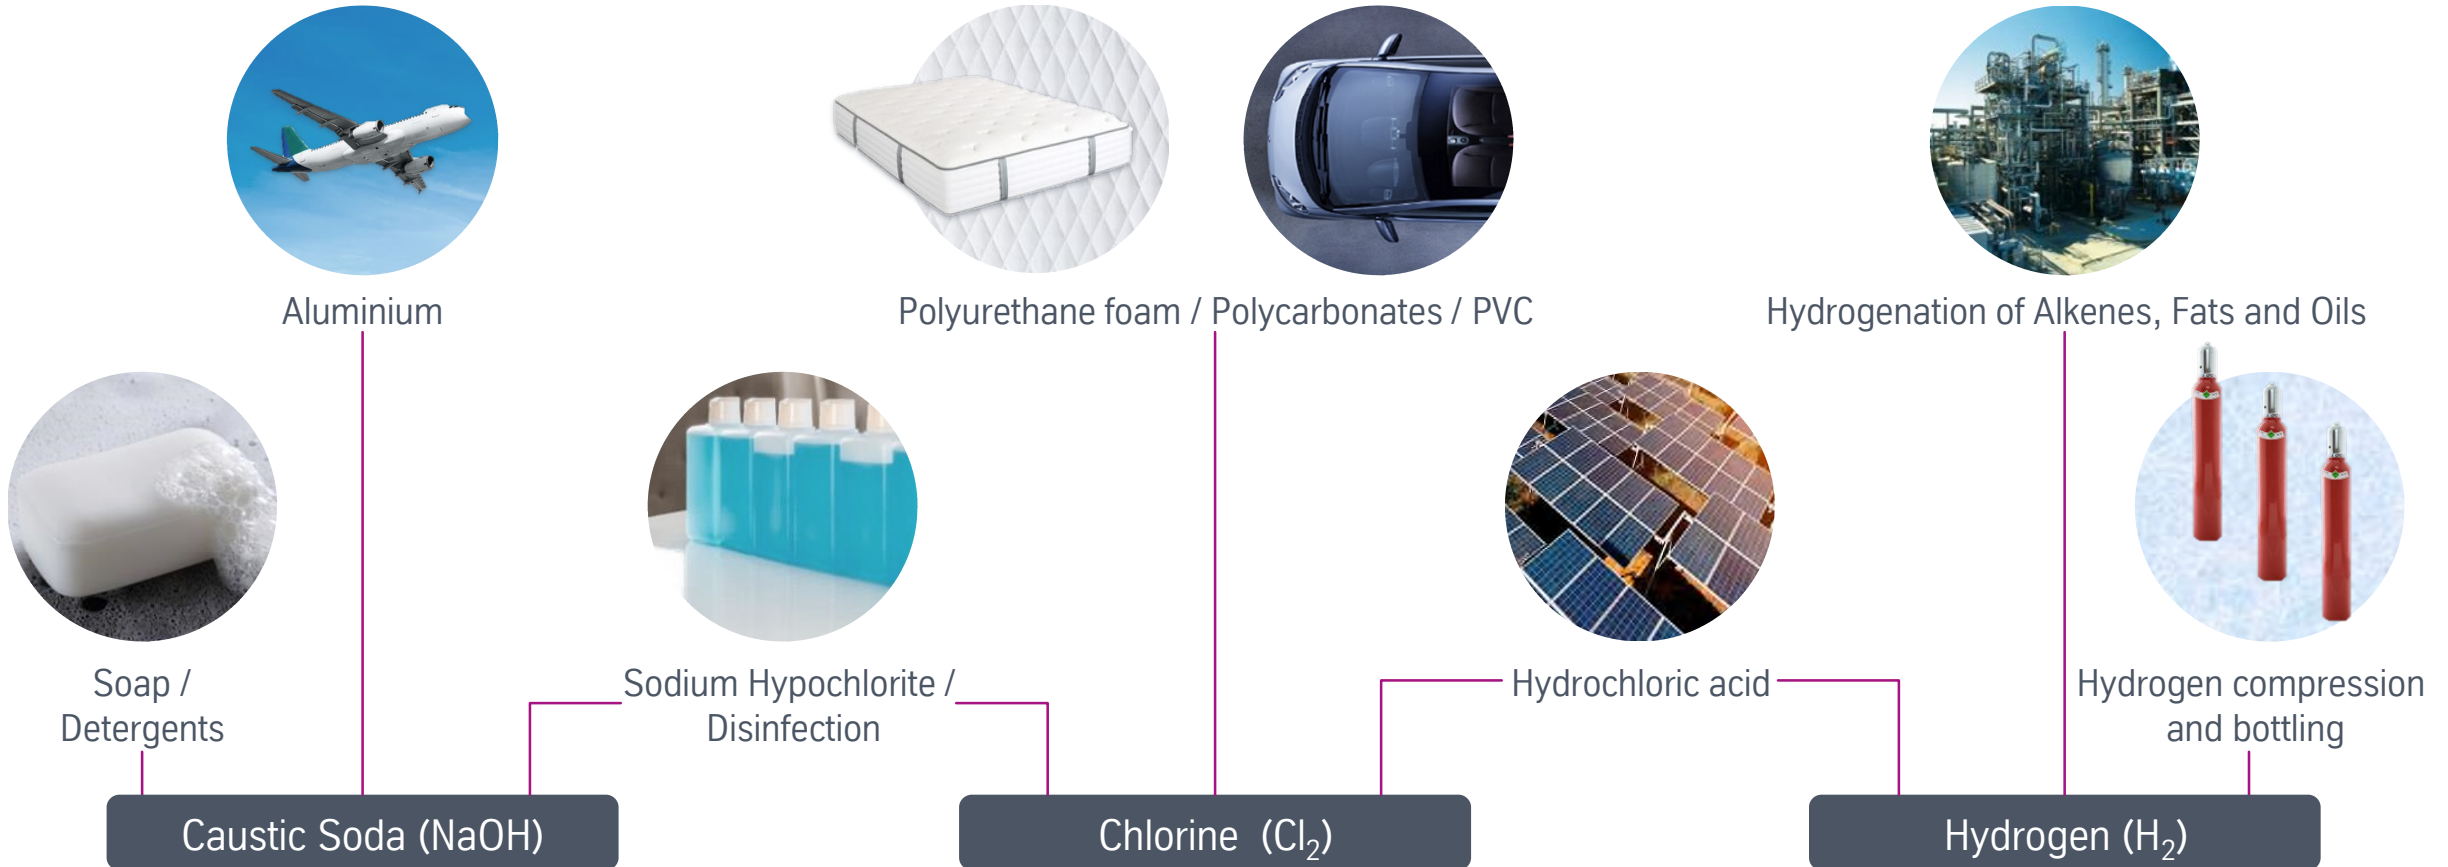 Aluminium
Polyurethane foam / Polycarbonates / PVC
Hydrogenation of Alkenes, Fats and Oils
Soap /
Detergents
Sodium Hypochlorite /
Disinfection
Hydrochloric acid
Hydrogen compression
and bottling
Caustic Soda (NaOH)
Chlorine (Cl₂)
Hydrogen (H₂)